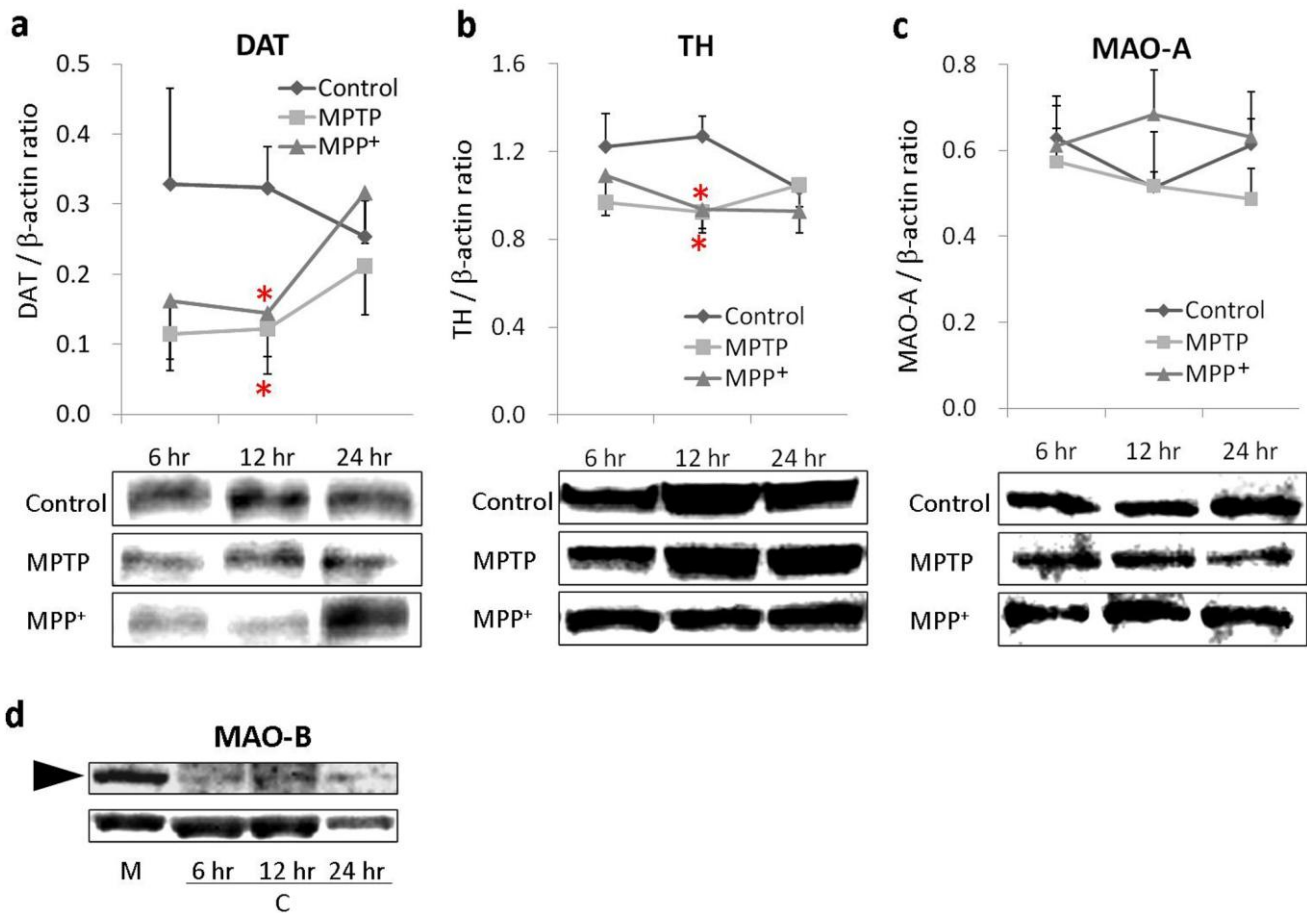 a
DAT
DAT / β-actin ratio
0.5
0.4
0.3
0.2
0.1
0.0
Control
MPTP
MPP⁺
*
*
6 hr 12 hr 24 hr
Control
MPTP
MPP⁺
b
TH
TH / β-actin ratio
1.6
1.2
0.8
0.4
0.0
*
*
Control
MPTP
MPP⁺
6 hr 12 hr 24 hr
Control
MPTP
MPP⁺
c
MAO-A
MAO-A / β-actin ratio
0.8
0.6
0.4
0.2
0.0
Control
MPTP
MPP⁺
6 hr 12 hr 24 hr
Control
MPTP
MPP⁺
d
MAO-B
M 6 hr 12 hr 24 hr
C